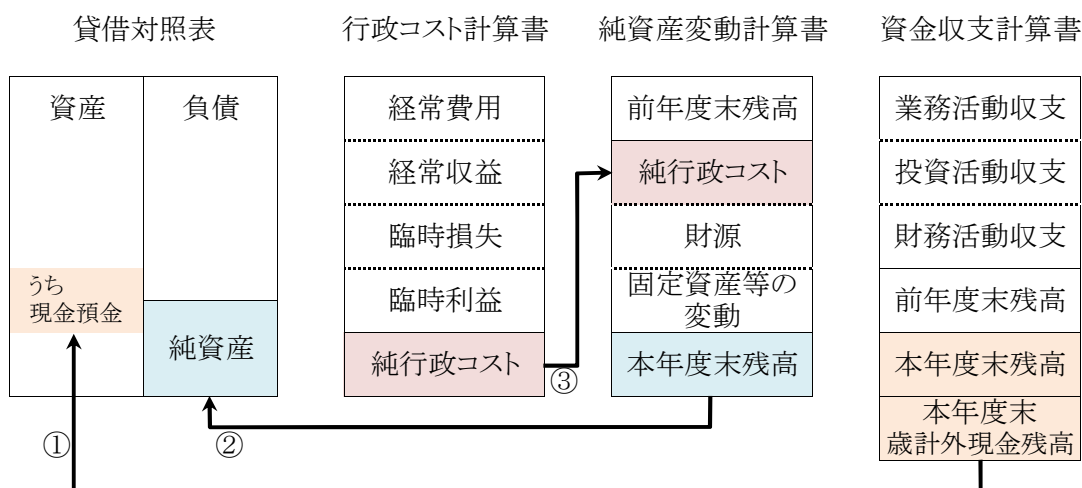 貸借対照表
行政コスト計算書
純資産変動計算書
資金収支計算書
資産
負債
うち
現金預金
純資産
経常費用
経常収益
臨時損失
臨時利益
純行政コスト
前年度末残高
純行政コスト
財源
固定資産等の
変動
本年度末残高
業務活動収支
投資活動収支
財務活動収支
前年度末残高
本年度末残高
本年度末
歳計外現金残高
①
②
③